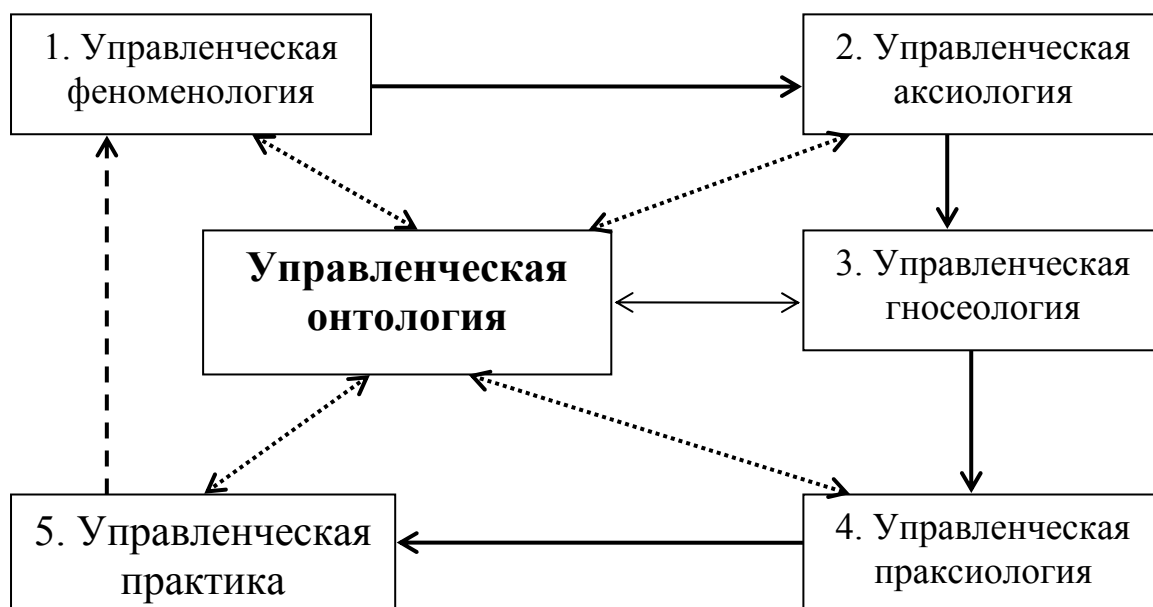 1. Управленческая
феноменология
2. Управленческая
аксиология
Управленческая
онтология
3. Управленческая
гносеология
5. Управленческая
практика
4. Управленческая
праксиология